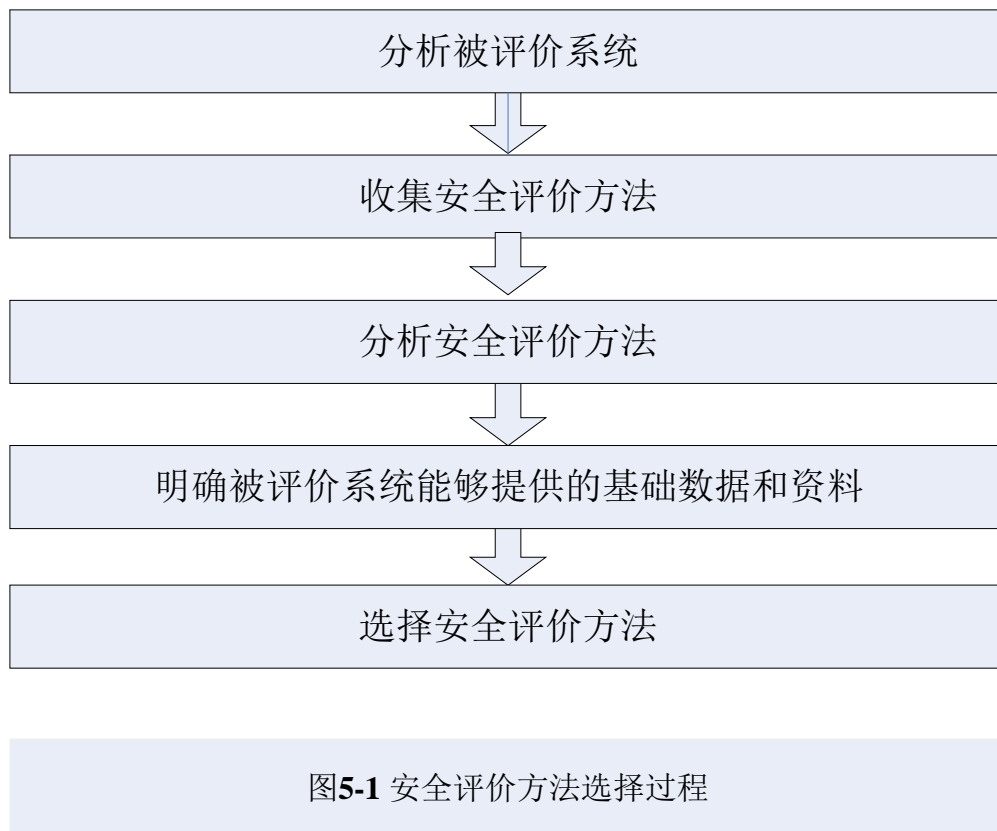 分析被评价系统
收集安全评价方法
分析安全评价方法
明确被评价系统能够提供的基础数据和资料
选择安全评价方法
图5-1 安全评价方法选择过程